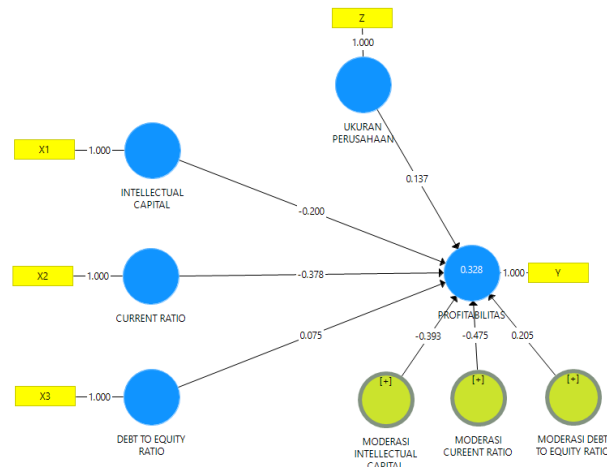 Z
1.000
UKURAN
PERUSAHAAN
X1
1.000
INTELLECTUAL
CAPITAL
0.137
-0.200
X2
1.000
CURRENT RATIO
-0.378
0.328
PROFITABILITAS
1.000
Y
0.075
X3
1.000
DEBT TO EQUITY
RATIO
-0.393
-0.475
0.205
[+]
MODERASI
INTELLECTUAL
CAPITAL
[+]
MODERASI
CUREENT RATIO
[+]
MODERASI DEBT
TO EQUITY RATIO